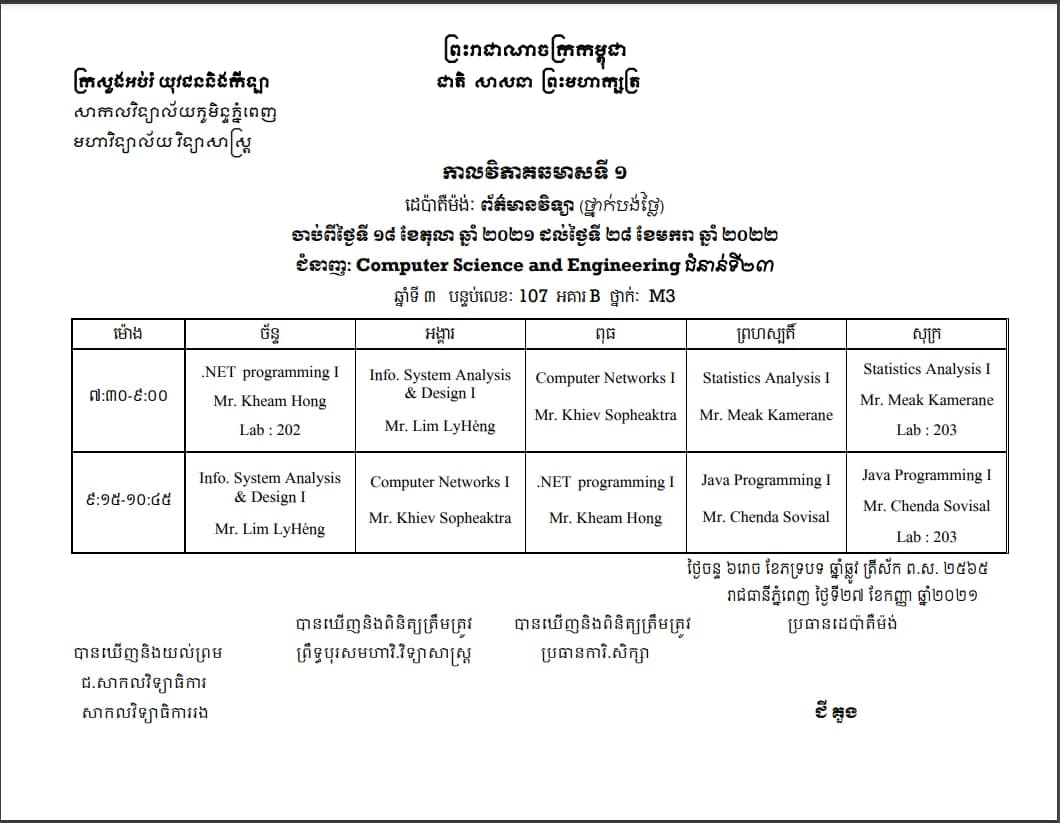 ព្រះរាជាណាចក្រកម្ពុជា
ជាតិ សាសនា ព្រះមហាក្សត្រ
ក្រសួងអប់រំ យុវជននិងកីឡា
សាកលវិទ្យាល័យភូមិន្ទភ្នំពេញ
មហាវិទ្យាល័យ វិទ្យាសាស្ត្រ
កាលវិភាគឆមាសទី ១
ដេប៉ាតឺម៉ង់: ព័ត៌មានវិទ្យា (ថ្នាក់បង់ថ្លៃ)
ចាប់ពីថ្ងៃទី ១៨ ខែតុលា ឆ្នាំ ២០២១ ដល់ថ្ងៃទី ២៨ ខែមករា ឆ្នាំ ២០២២
ជំនាញ: Computer Science and Engineering ជំនាន់ទី២៣
ឆ្នាំទី ៣ បន្ទប់លេខ: 107 អគារ B ថ្នាក់: M3
ម៉ោង ច័ន្ទ អង្គារ ពុធ ព្រហស្បតិ៍ សុក្រ
៧:៣០-៩:០០
.NET programming I
Mr. Kheam Hong
Lab : 202
Info. System Analysis
& Design I
Mr. Lim LyHéng
Computer Networks I
Mr. Khiev Sopheaktra
Statistics Analysis I
Mr. Meak Kamerane
Statistics Analysis I
Mr. Meak Kamerane
Lab : 203
៩:១៥-១០:៤៥
Info. System Analysis
& Design I
Mr. Lim LyHéng
Computer Networks I
Mr. Khiev Sopheaktra
.NET programming I
Mr. Kheam Hong
Java Programming I
Mr. Chenda Sovisal
Java Programming I
Mr. Chenda Sovisal
Lab : 203
ថ្ងៃចន្ទ ៦រោច ខែភទ្របទ ឆ្នាំឆ្លូវ ត្រីស័ក ព.ស. ២៥៦៥
រាជធានីភ្នំពេញ ថ្ងៃទី២៧ ខែកញ្ញា ឆ្នាំ២០២១
ប្រធានដេប៉ាតឺម៉ង់
ជី គួង
បានឃើញនិងពិនិត្យត្រឹមត្រូវ
ប្រធានការិ.សិក្សា
បានឃើញនិងពិនិត្យត្រឹមត្រូវ
ព្រឹទ្ធបុរសមហាវិ.វិទ្យាសាស្ត្រ
បានឃើញនិងយល់ព្រម
ជ.សាកលវិទ្យាធិការ
សាកលវិទ្យាធិការរង